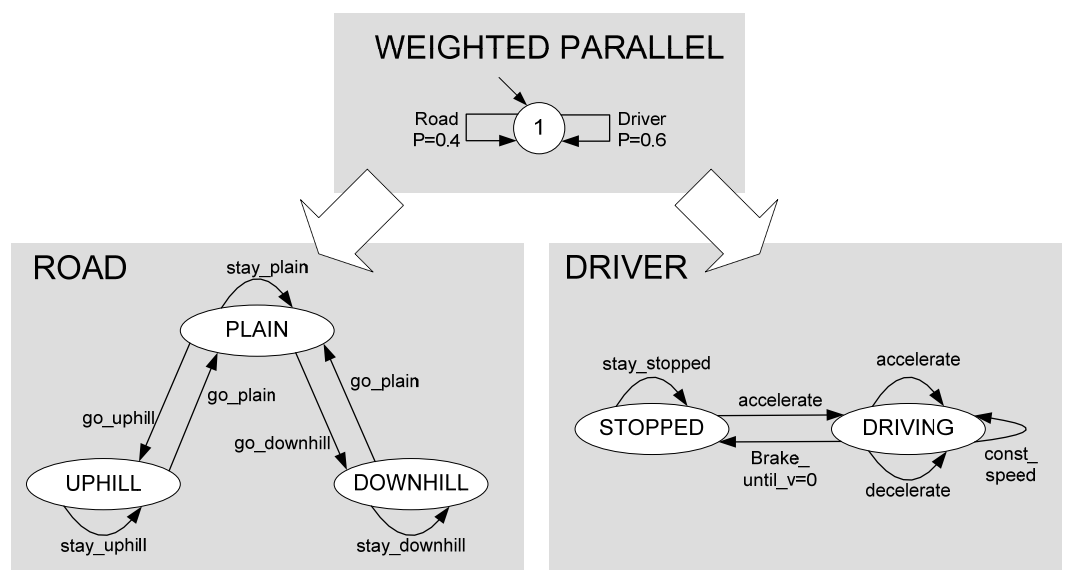 WEIGHTED PARALLEL
Road
P=0.4
1
Driver
P=0.6
ROAD
stay_plain
PLAIN
go_uphill
go_plain
go_downhill
go_plain
UPHILL
DOWNHILL
stay_uphill
stay_downhill
DRIVER
stay_stopped
STOPPED
accelerate
Brake_
until_v=0
accelerate
DRIVING
const_
speed
decelerate